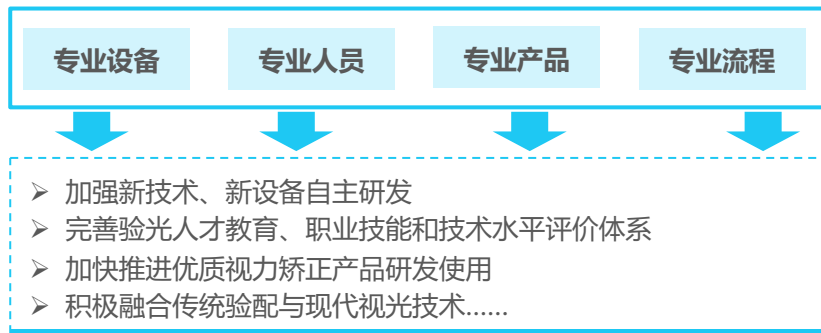 专业设备
专业人员
专业产品
专业流程
➢ 加强新技术、新设备自主研发
➢ 完善验光人才教育、职业技能和技术水平评价体系
➢ 加快推进优质视力矫正产品研发使用
➢ 积极融合传统验配与现代视光技术……